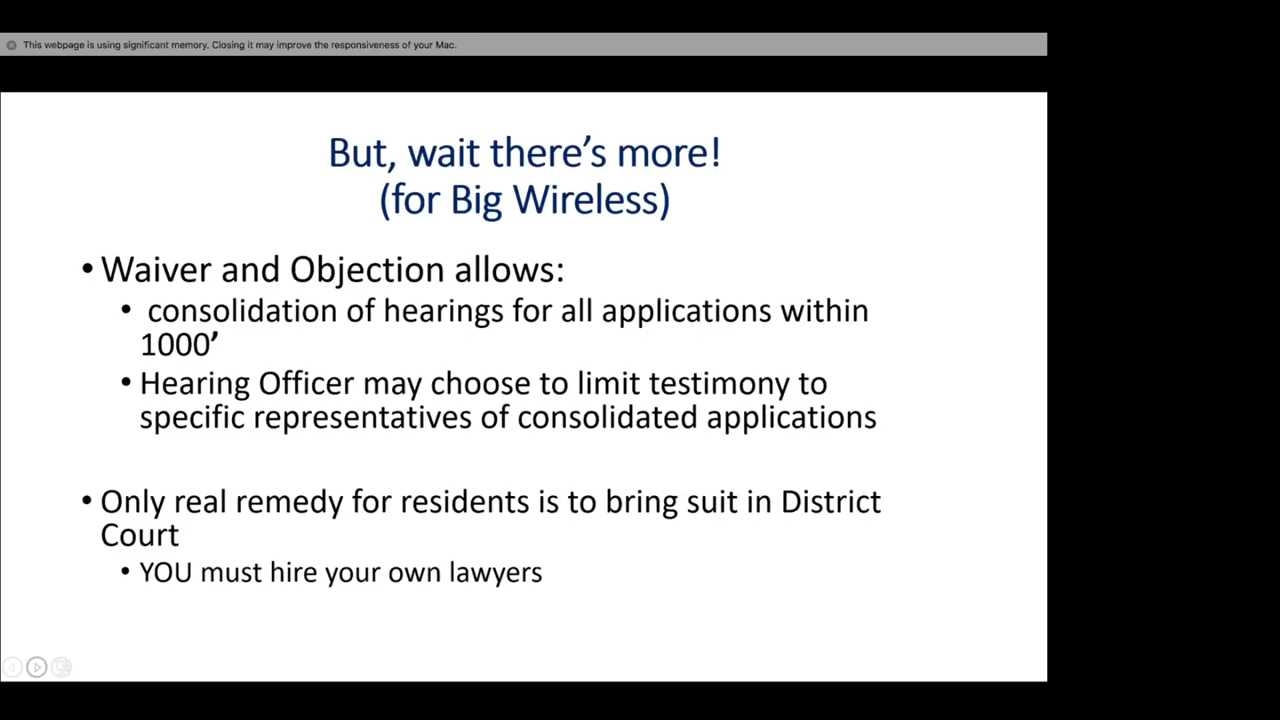 This webpage is using significant memory. Closing it may improve the responsiveness of your Mac.
But, wait there’s more!
(for Big Wireless)
• Waiver and Objection allows:
• consolidation of hearings for all applications within
1000’
• Hearing Officer may choose to limit testimony to
specific representatives of consolidated applications
• Only real remedy for residents is to bring suit in District
Court
• YOU must hire your own lawyers